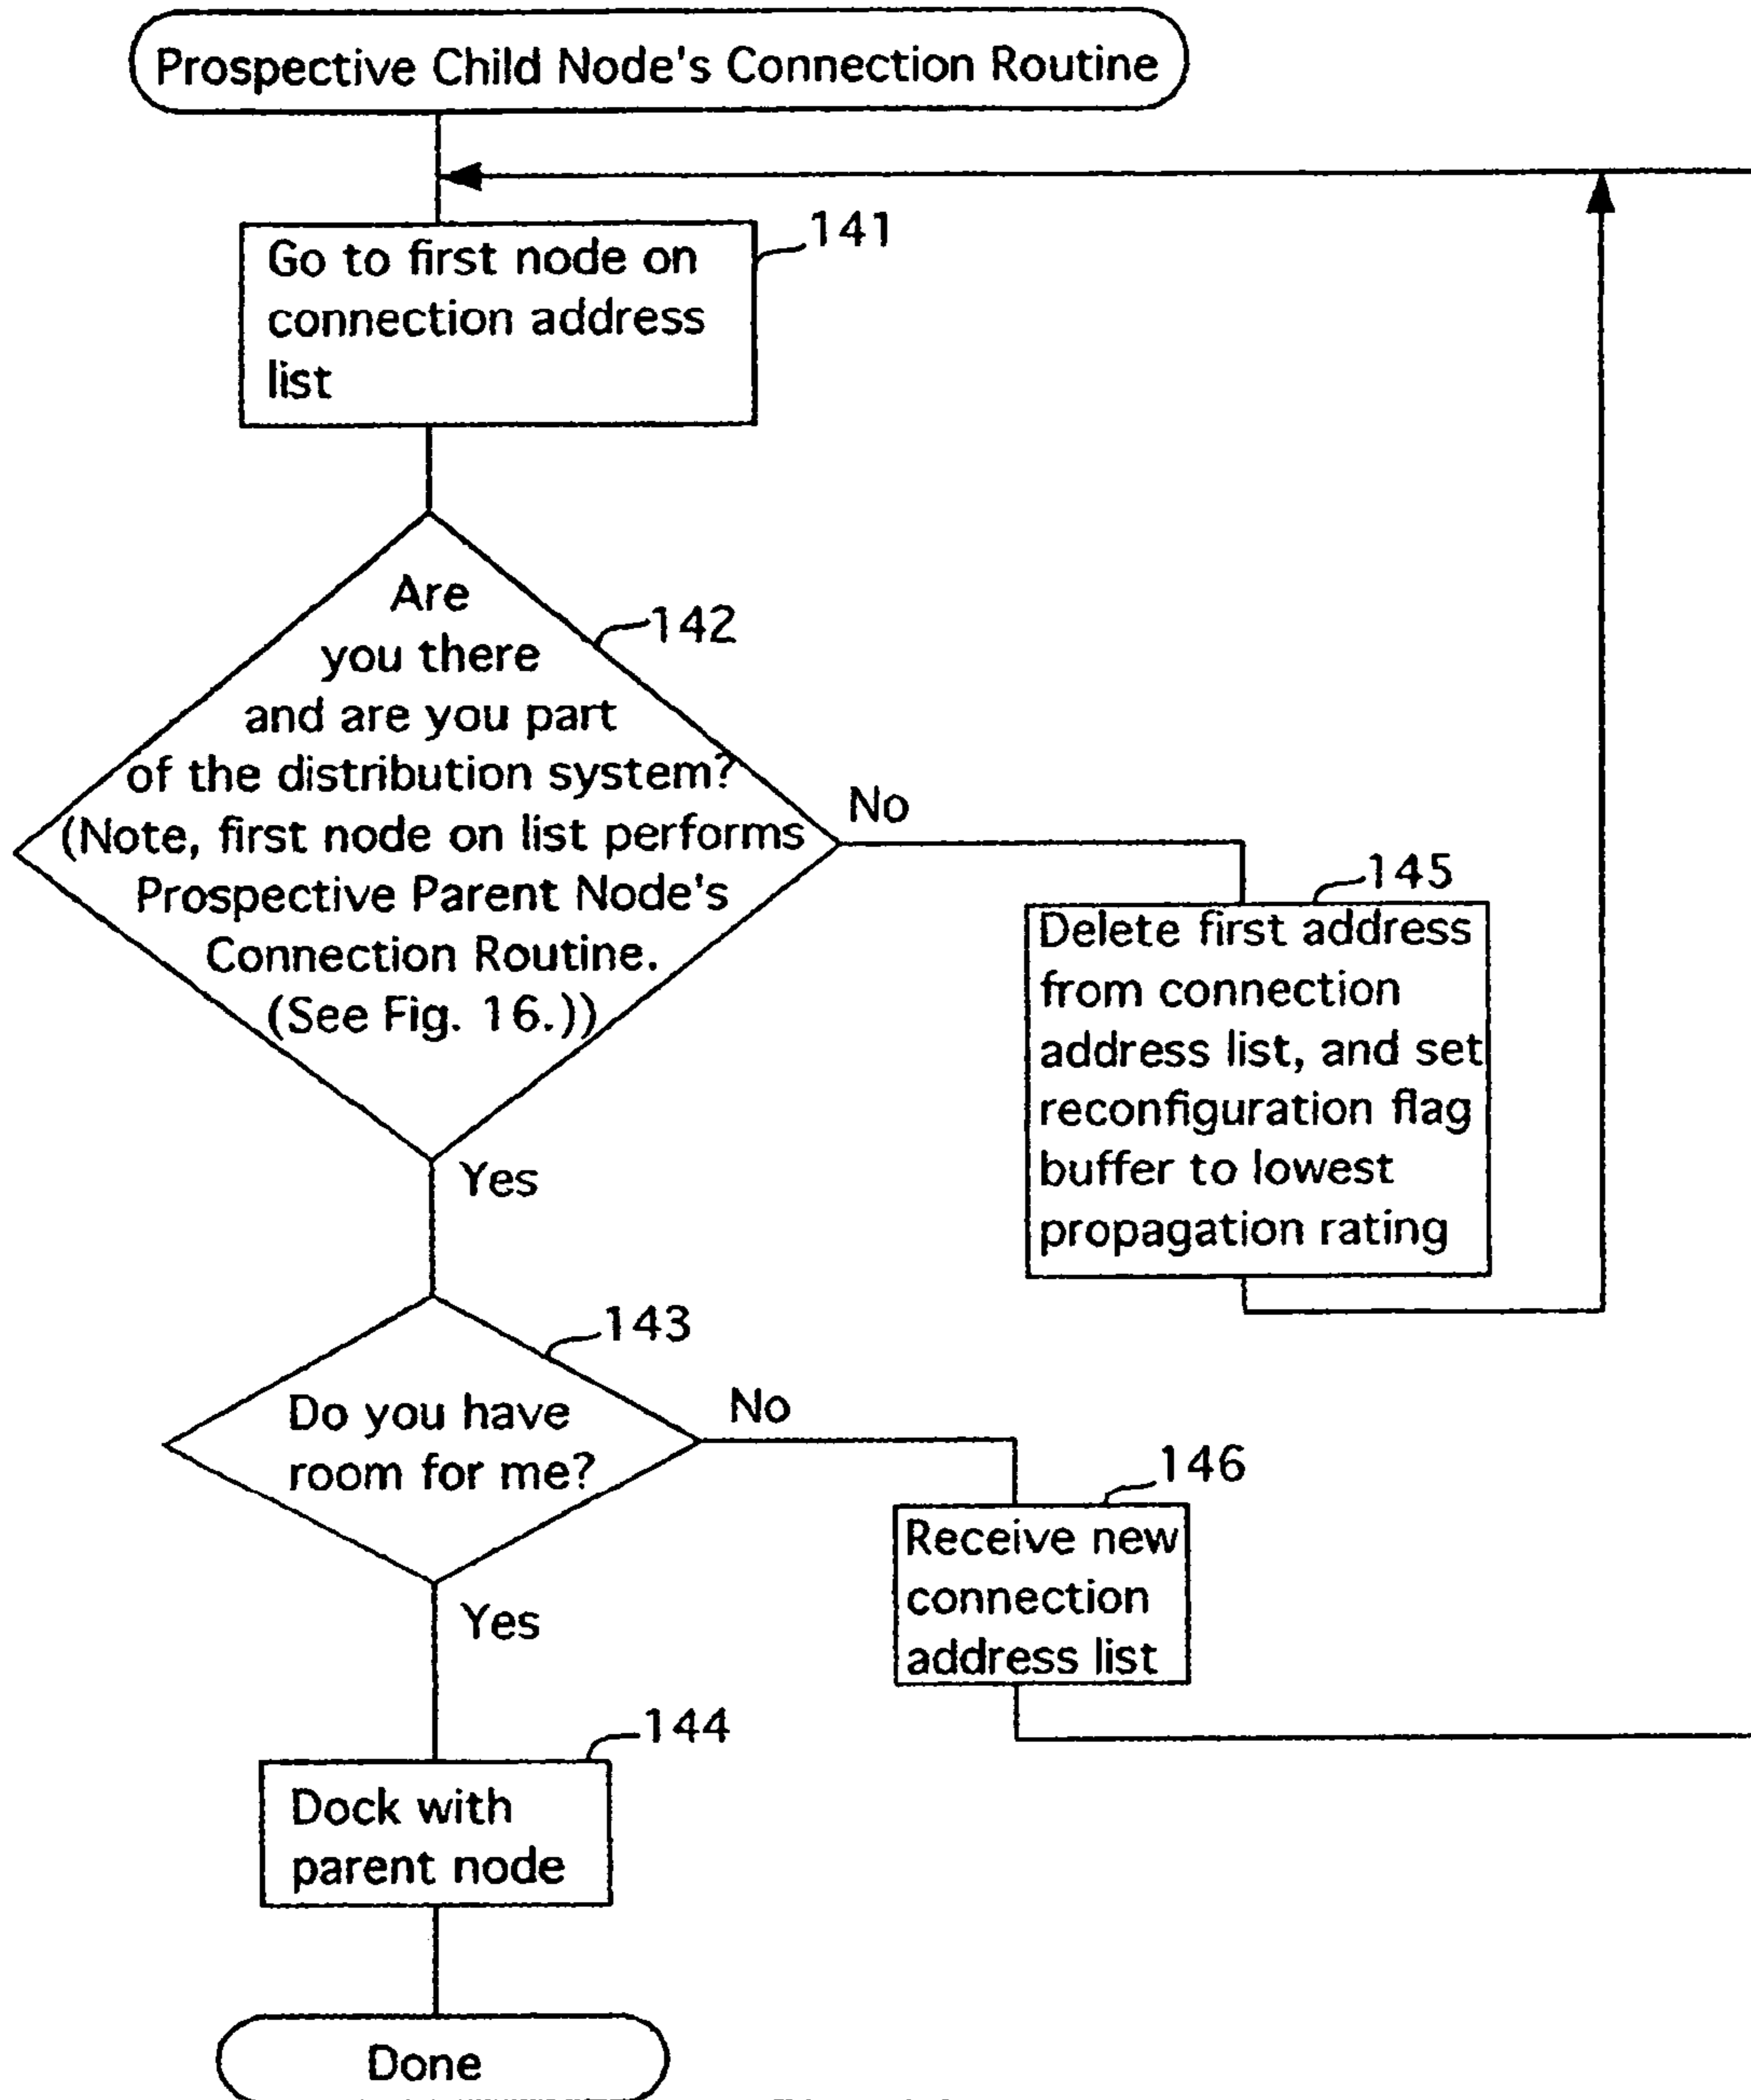 Prospective Child Node's Connection Routine
141
Go to first node on
connection address
list
142
Are
you there
and are you part
of the distribution system?
(Note, first node on list performs
Prospective Parent Node's
Connection Routine.
(See Fig. 16.))
No
145
Delete first address
from connection
address list, and set
reconfiguration flag
buffer to lowest
propagation rating
Yes
143
Do you have
room for me?
No
146
Receive new
connection
address list
Yes
144
Dock with
parent node
Done